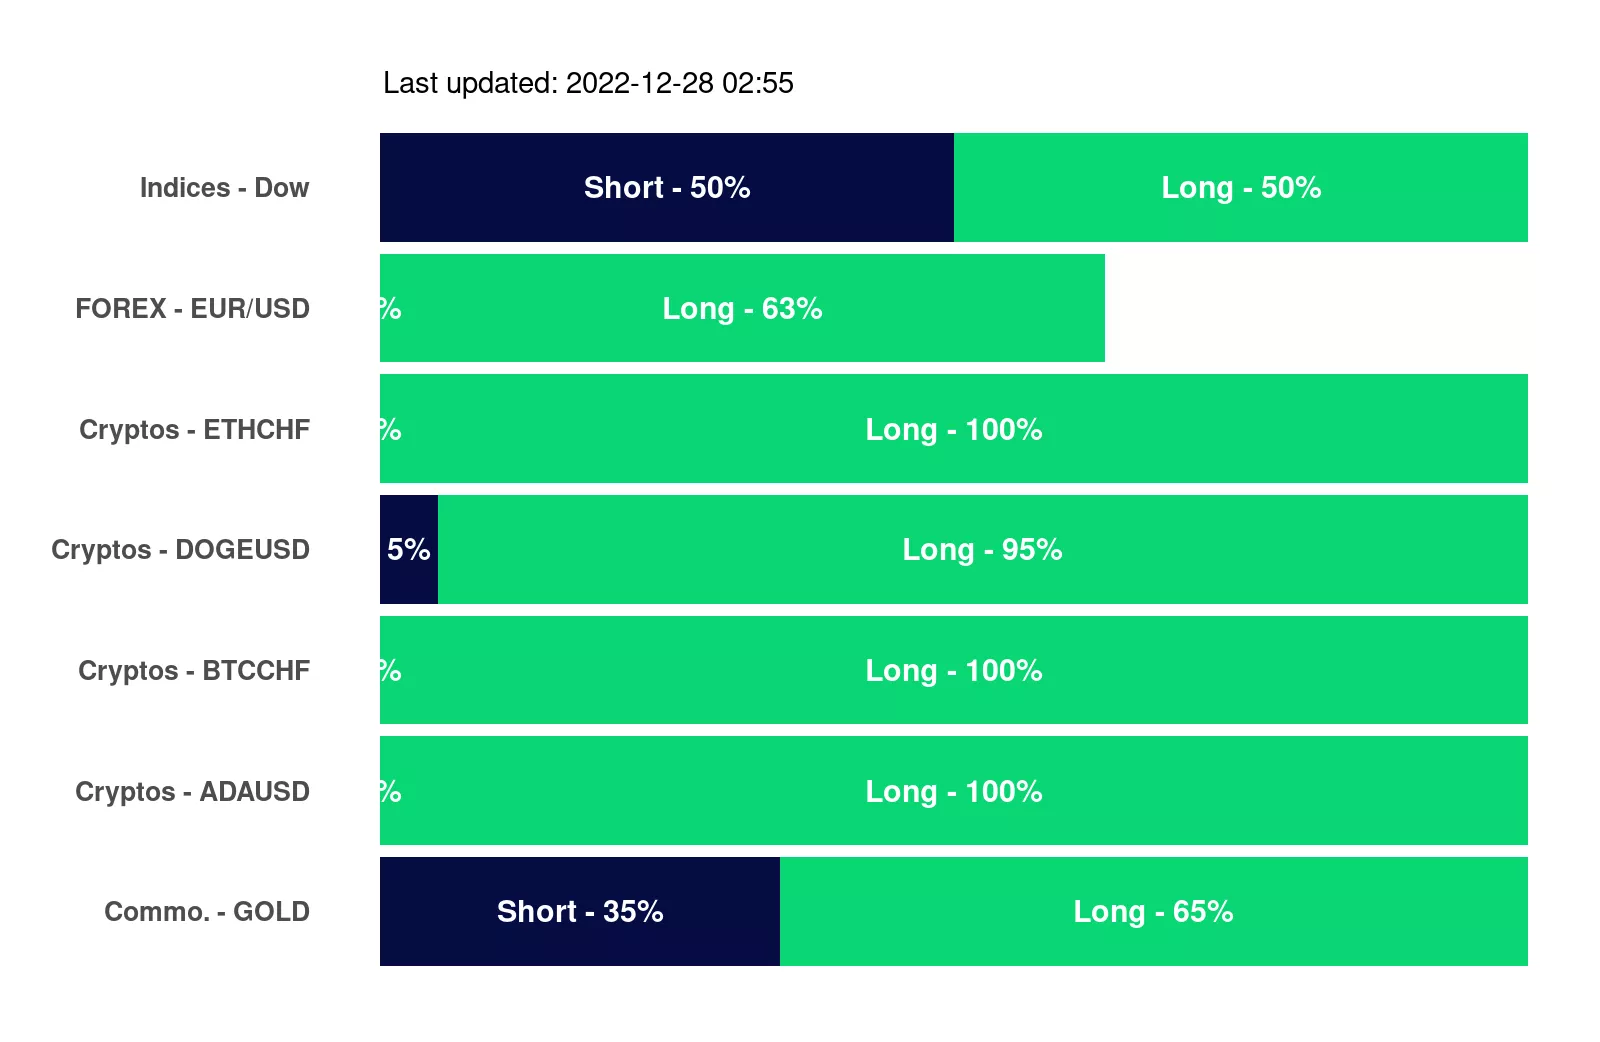 Last updated: 2022-12-28 02:55
Indices - Dow Short - 50% Long - 50%
FOREX - EUR/USD % Long - 63%
Cryptos - ETHCHF % Long - 100%
Cryptos - DOGEUSD 5% Long - 95%
Cryptos - BTCCHF % Long - 100%
Cryptos - ADAUSD % Long - 100%
Commo. - GOLD Short - 35% Long - 65%